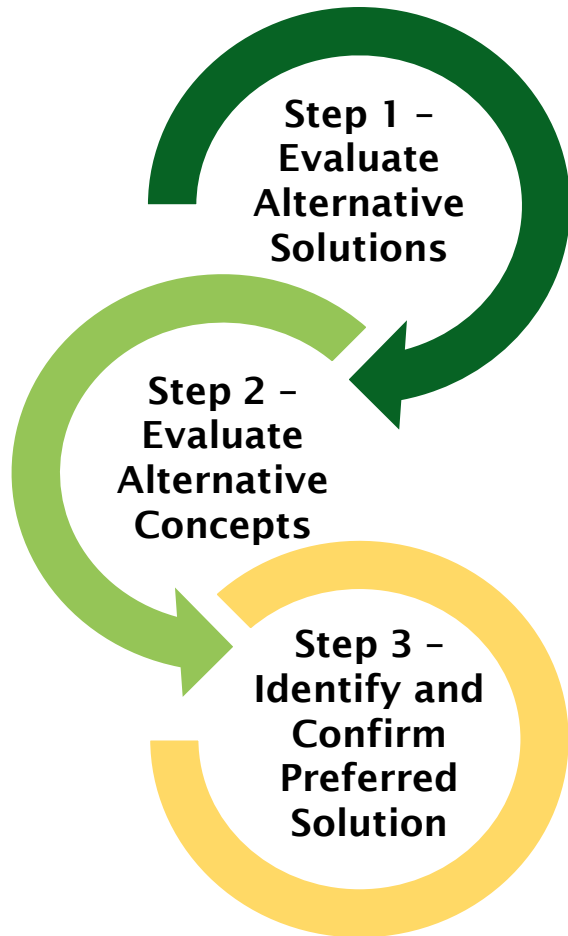 Step 1 –
Evaluate
Alternative
Solutions
Step 2 –
Evaluate
Alternative
Concepts
Step 3 –
Identify and
Confirm
Preferred
Solution